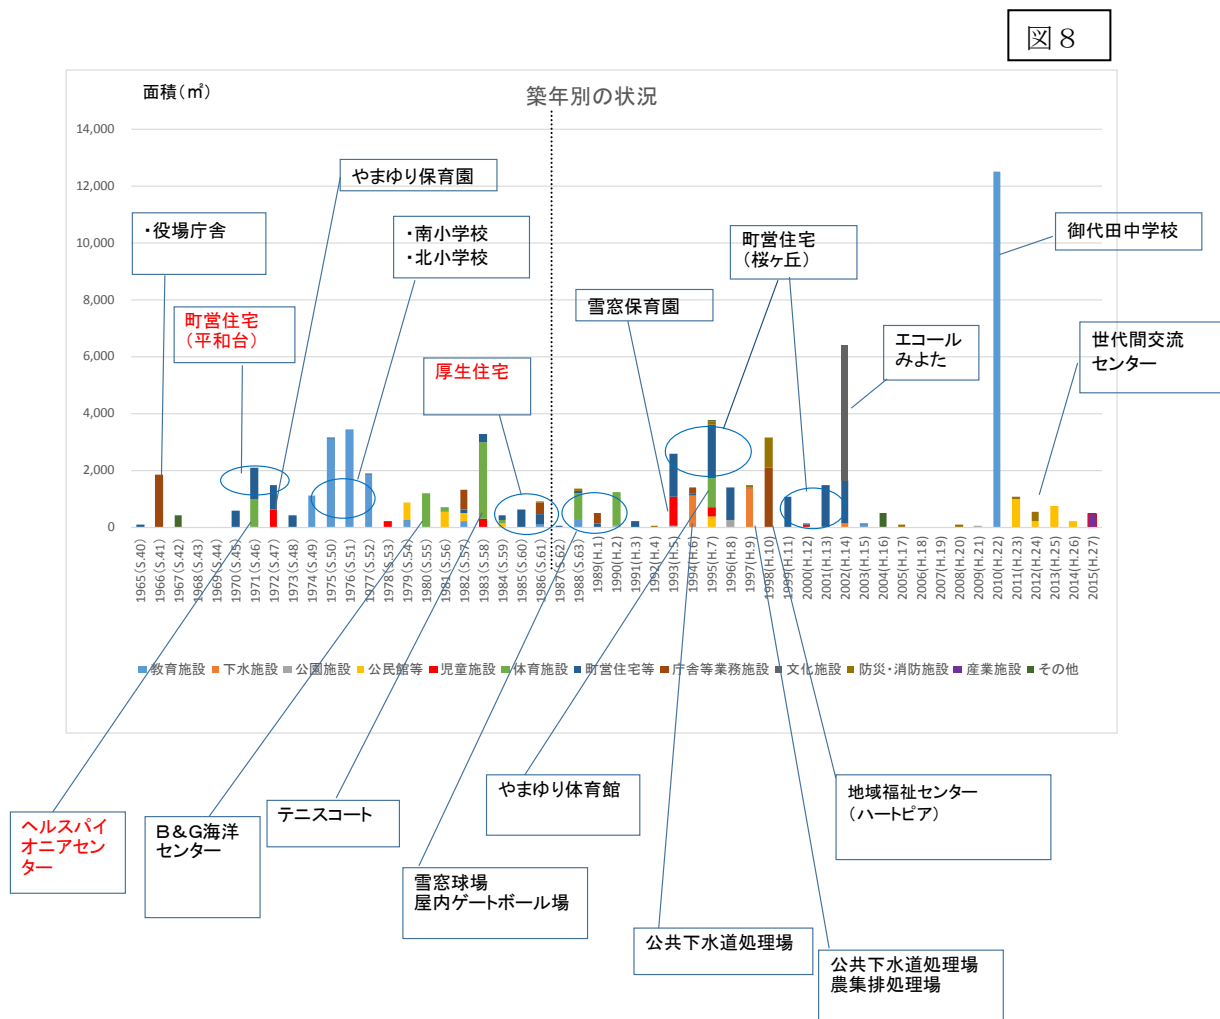 図８
面積（㎡）
築年別の状況
14,000
12,000
10,000
8,000
6,000
4,000
2,000
0
やまゆり保育園
・役場庁舎
・南小学校
・北小学校
町営住宅
（桜ヶ丘）
御代田中学校
町営住宅
（平和台）
雪窓保育園
エコール
みよた
世代間交流
センター
厚生住宅
1965(S.40)
1966(S.41)
1967(S.42)
1968(S.43)
1969(S.44)
1970(S.45)
1971(S.46)
1972(S.47)
1973(S.48)
1974(S.49)
1975(S.50)
1976(S.51)
1977(S.52)
1978(S.53)
1979(S.54)
1980(S.55)
1981(S.56)
1982(S.57)
1983(S.58)
1984(S.59)
1985(S.60)
1986(S.61)
1987(S.62)
1988(S.63)
1989(H.1)
1990(H.2)
1991(H.3)
1992(H.4)
1993(H.5)
1994(H.6)
1995(H.7)
1996(H.8)
1997(H.9)
1998(H.10)
1999(H.11)
2000(H.12)
2001(H.13)
2002(H.14)
2003(H.15)
2004(H.16)
2005(H.17)
2006(H.18)
2007(H.19)
2008(H.20)
2009(H.21)
2010(H.22)
2011(H.23)
2012(H.24)
2013(H.25)
2014(H.26)
2015(H.27)
教育施設 下水施設 公園施設 公民館等 児童施設 体育施設 町営住宅等 庁舎等業務施設 文化施設 防災・消防施設 産業施設 その他
ヘルスパイ
オニアセン
ター
Ｂ＆Ｇ海洋
センター
テニスコート
やまゆり体育館
地域福祉センター
（ハートピア）
雪窓球場
屋内ゲートボール場
公共下水道処理場
公共下水道処理場
農集排処理場